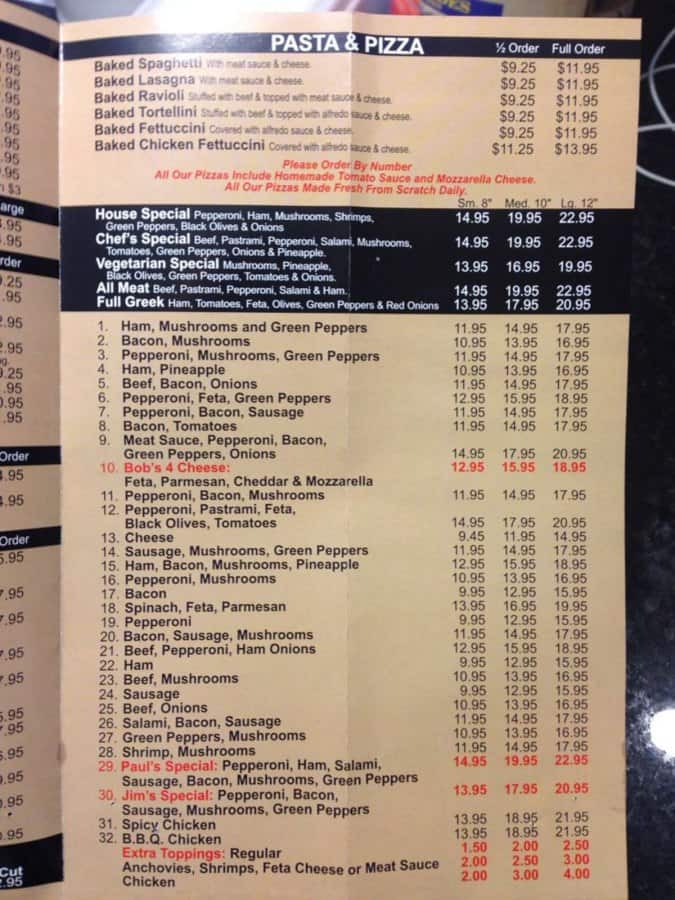 PASTA & PIZZA ½ Order Full Order
Baked Spaghetti With meat sauce & cheese. $9.25 $11.95
Baked Lasagna With meat sauce & cheese. $9.25 $11.95
Baked Ravioli Stuffed with beef & topped with meat sauce & cheese. $9.25 $11.95
Baked Tortellini Stuffed with beef & topped with alfredo sauce & cheese. $9.25 $11.95
Baked Fettuccini Covered with alfredo sauce & cheese. $9.25 $11.95
Baked Chicken Fettuccini Covered with alfredo sauce & cheese. $11.25 $13.95
Please Order By Number
All Our Pizzas Include Homemade Tomato Sauce and Mozzarella Cheese.
All Our Pizzas Made Fresh From Scratch Daily.
Sm. 8" Med. 10" Lg. 12"
House Special Pepperoni, Ham, Mushrooms, Shrimps, 14.95 19.95 22.95
Green Peppers, Black Olives & Onions
Chef's Special Beef, Pastrami, Pepperoni, Salami, Mushrooms, 14.95 19.95 22.95
Tomatoes, Green Peppers, Onions & Pineapple.
Vegetarian Special Mushrooms, Pineapple, 13.95 16.95 19.95
Black Olives, Green Peppers, Tomatoes & Onions.
All Meat Beef, Pastrami, Pepperoni, Salami & Ham. 14.95 19.95 22.95
Full Greek Ham, Tomatoes, Feta, Olives, Green Peppers & Red Onions 13.95 17.95 20.95
1. Ham, Mushrooms and Green Peppers 11.95 14.95 17.95
2. Bacon, Mushrooms 10.95 13.95 16.95
3. Pepperoni, Mushrooms, Green Peppers 11.95 14.95 17.95
4. Ham, Pineapple 10.95 13.95 16.95
5. Beef, Bacon, Onions 11.95 14.95 17.95
6. Pepperoni, Feta, Green Peppers 12.95 15.95 18.95
7. Pepperoni, Bacon, Sausage 11.95 14.95 17.95
8. Bacon, Tomatoes 11.95 14.95 17.95
9. Meat Sauce, Pepperoni, Bacon,
Green Peppers, Onions 14.95 17.95 20.95
10. Bob's 4 Cheese: 12.95 15.95 18.95
Feta, Parmesan, Cheddar & Mozzarella
11. Pepperoni, Bacon, Mushrooms 11.95 14.95 17.95
12. Pepperoni, Pastrami, Feta,
Black Olives, Tomatoes 14.95 17.95 20.95
13. Cheese 9.45 11.95 14.95
14. Sausage, Mushrooms, Green Peppers 11.95 14.95 17.95
15. Ham, Bacon, Mushrooms, Pineapple 12.95 15.95 18.95
16. Pepperoni, Mushrooms 10.95 13.95 16.95
17. Bacon 9.95 12.95 15.95
18. Spinach, Feta, Parmesan 13.95 16.95 19.95
19. Pepperoni 9.95 12.95 15.95
20. Bacon, Sausage, Mushrooms 11.95 14.95 17.95
21. Beef, Pepperoni, Ham Onions 12.95 15.95 18.95
22. Ham 9.95 12.95 15.95
23. Beef, Mushrooms 10.95 13.95 16.95
24. Sausage 9.95 12.95 15.95
25. Beef, Onions 10.95 13.95 16.95
26. Salami, Bacon, Sausage 11.95 14.95 17.95
27. Green Peppers, Mushrooms 10.95 13.95 16.95
28. Shrimp, Mushrooms 11.95 14.95 17.95
29. Paul's Special: Pepperoni, Ham, Salami, 14.95 19.95 22.95
Sausage, Bacon, Mushrooms, Green Peppers
30. Jim's Special: Pepperoni, Bacon, 13.95 17.95 20.95
Sausage, Mushrooms, Green Peppers
31. Spicy Chicken 13.95 18.95 21.95
32. B.B.Q. Chicken 13.95 18.95 21.95
Extra Toppings: Regular 1.50 2.00 2.50
Anchovies, Shrimps, Feta Cheese or Meat Sauce 2.00 2.50 3.00
Chicken 2.00 3.00 4.00